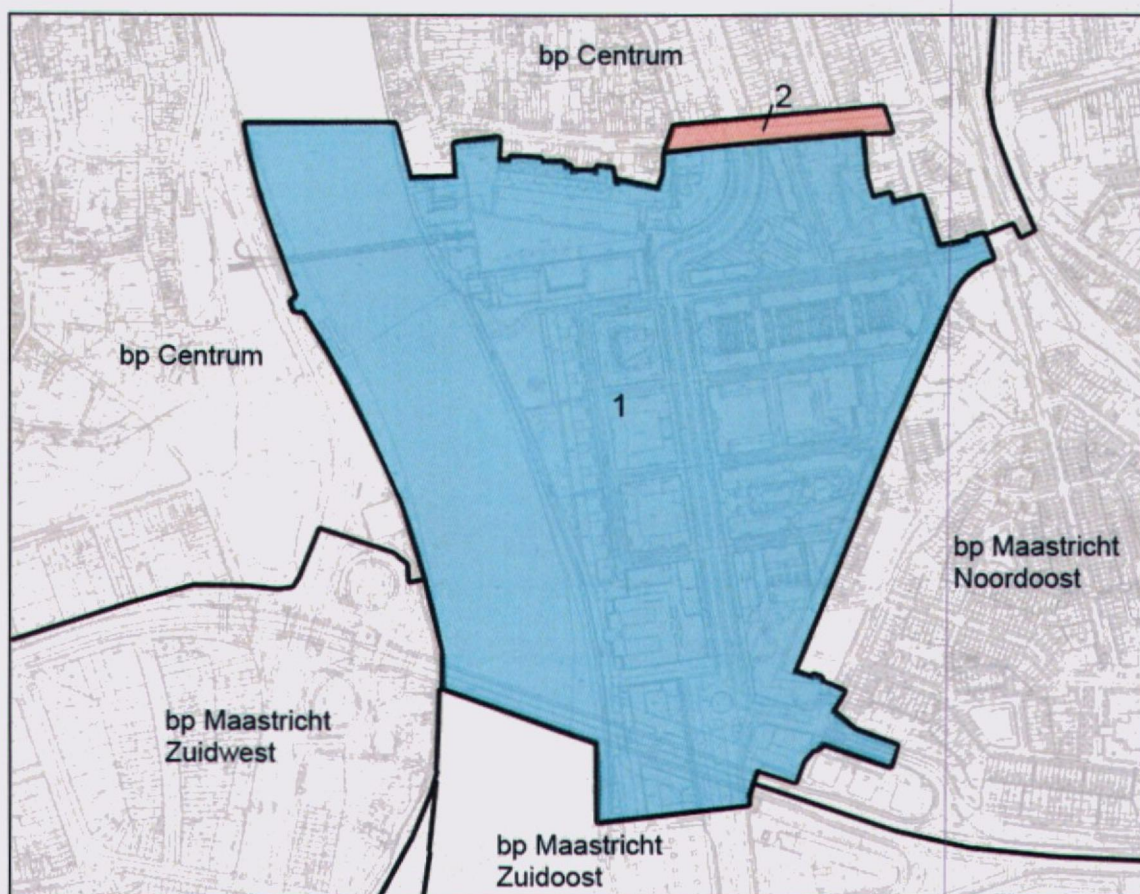 bp Centrum
2
bp Centrum
1
bp Maastricht
Noordoost
bp Maastricht
Zuidwest
bp Maastricht
Zuidoost